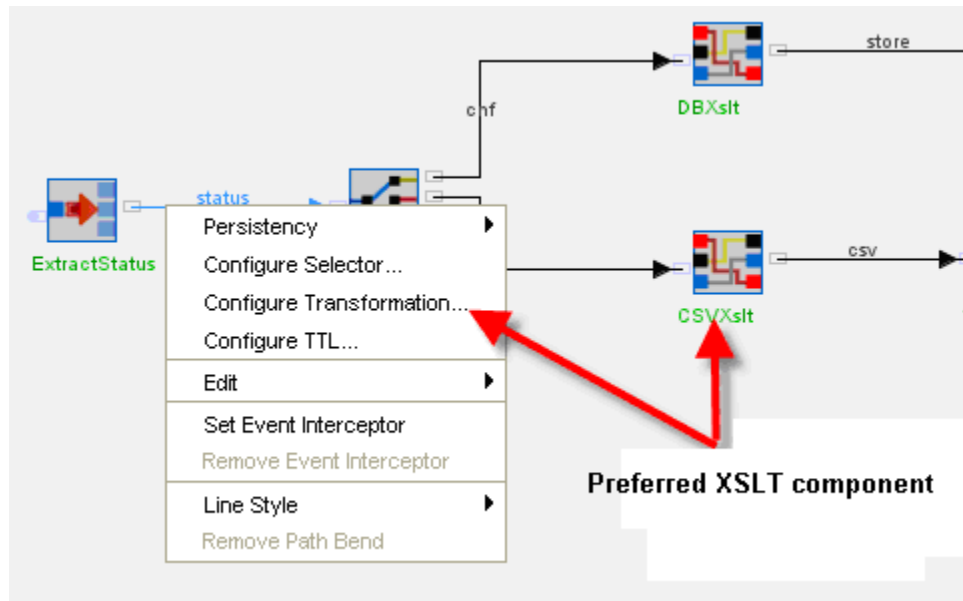 store
DBXslt
chf
status
ExtractStatus
csv
CSVXslt
Persistency
Configure Selector...
Configure Transformation...
Configure TTL...
Edit
Set Event Interceptor
Remove Event Interceptor
Line Style
Remove Path Bend
Preferred XSLT component